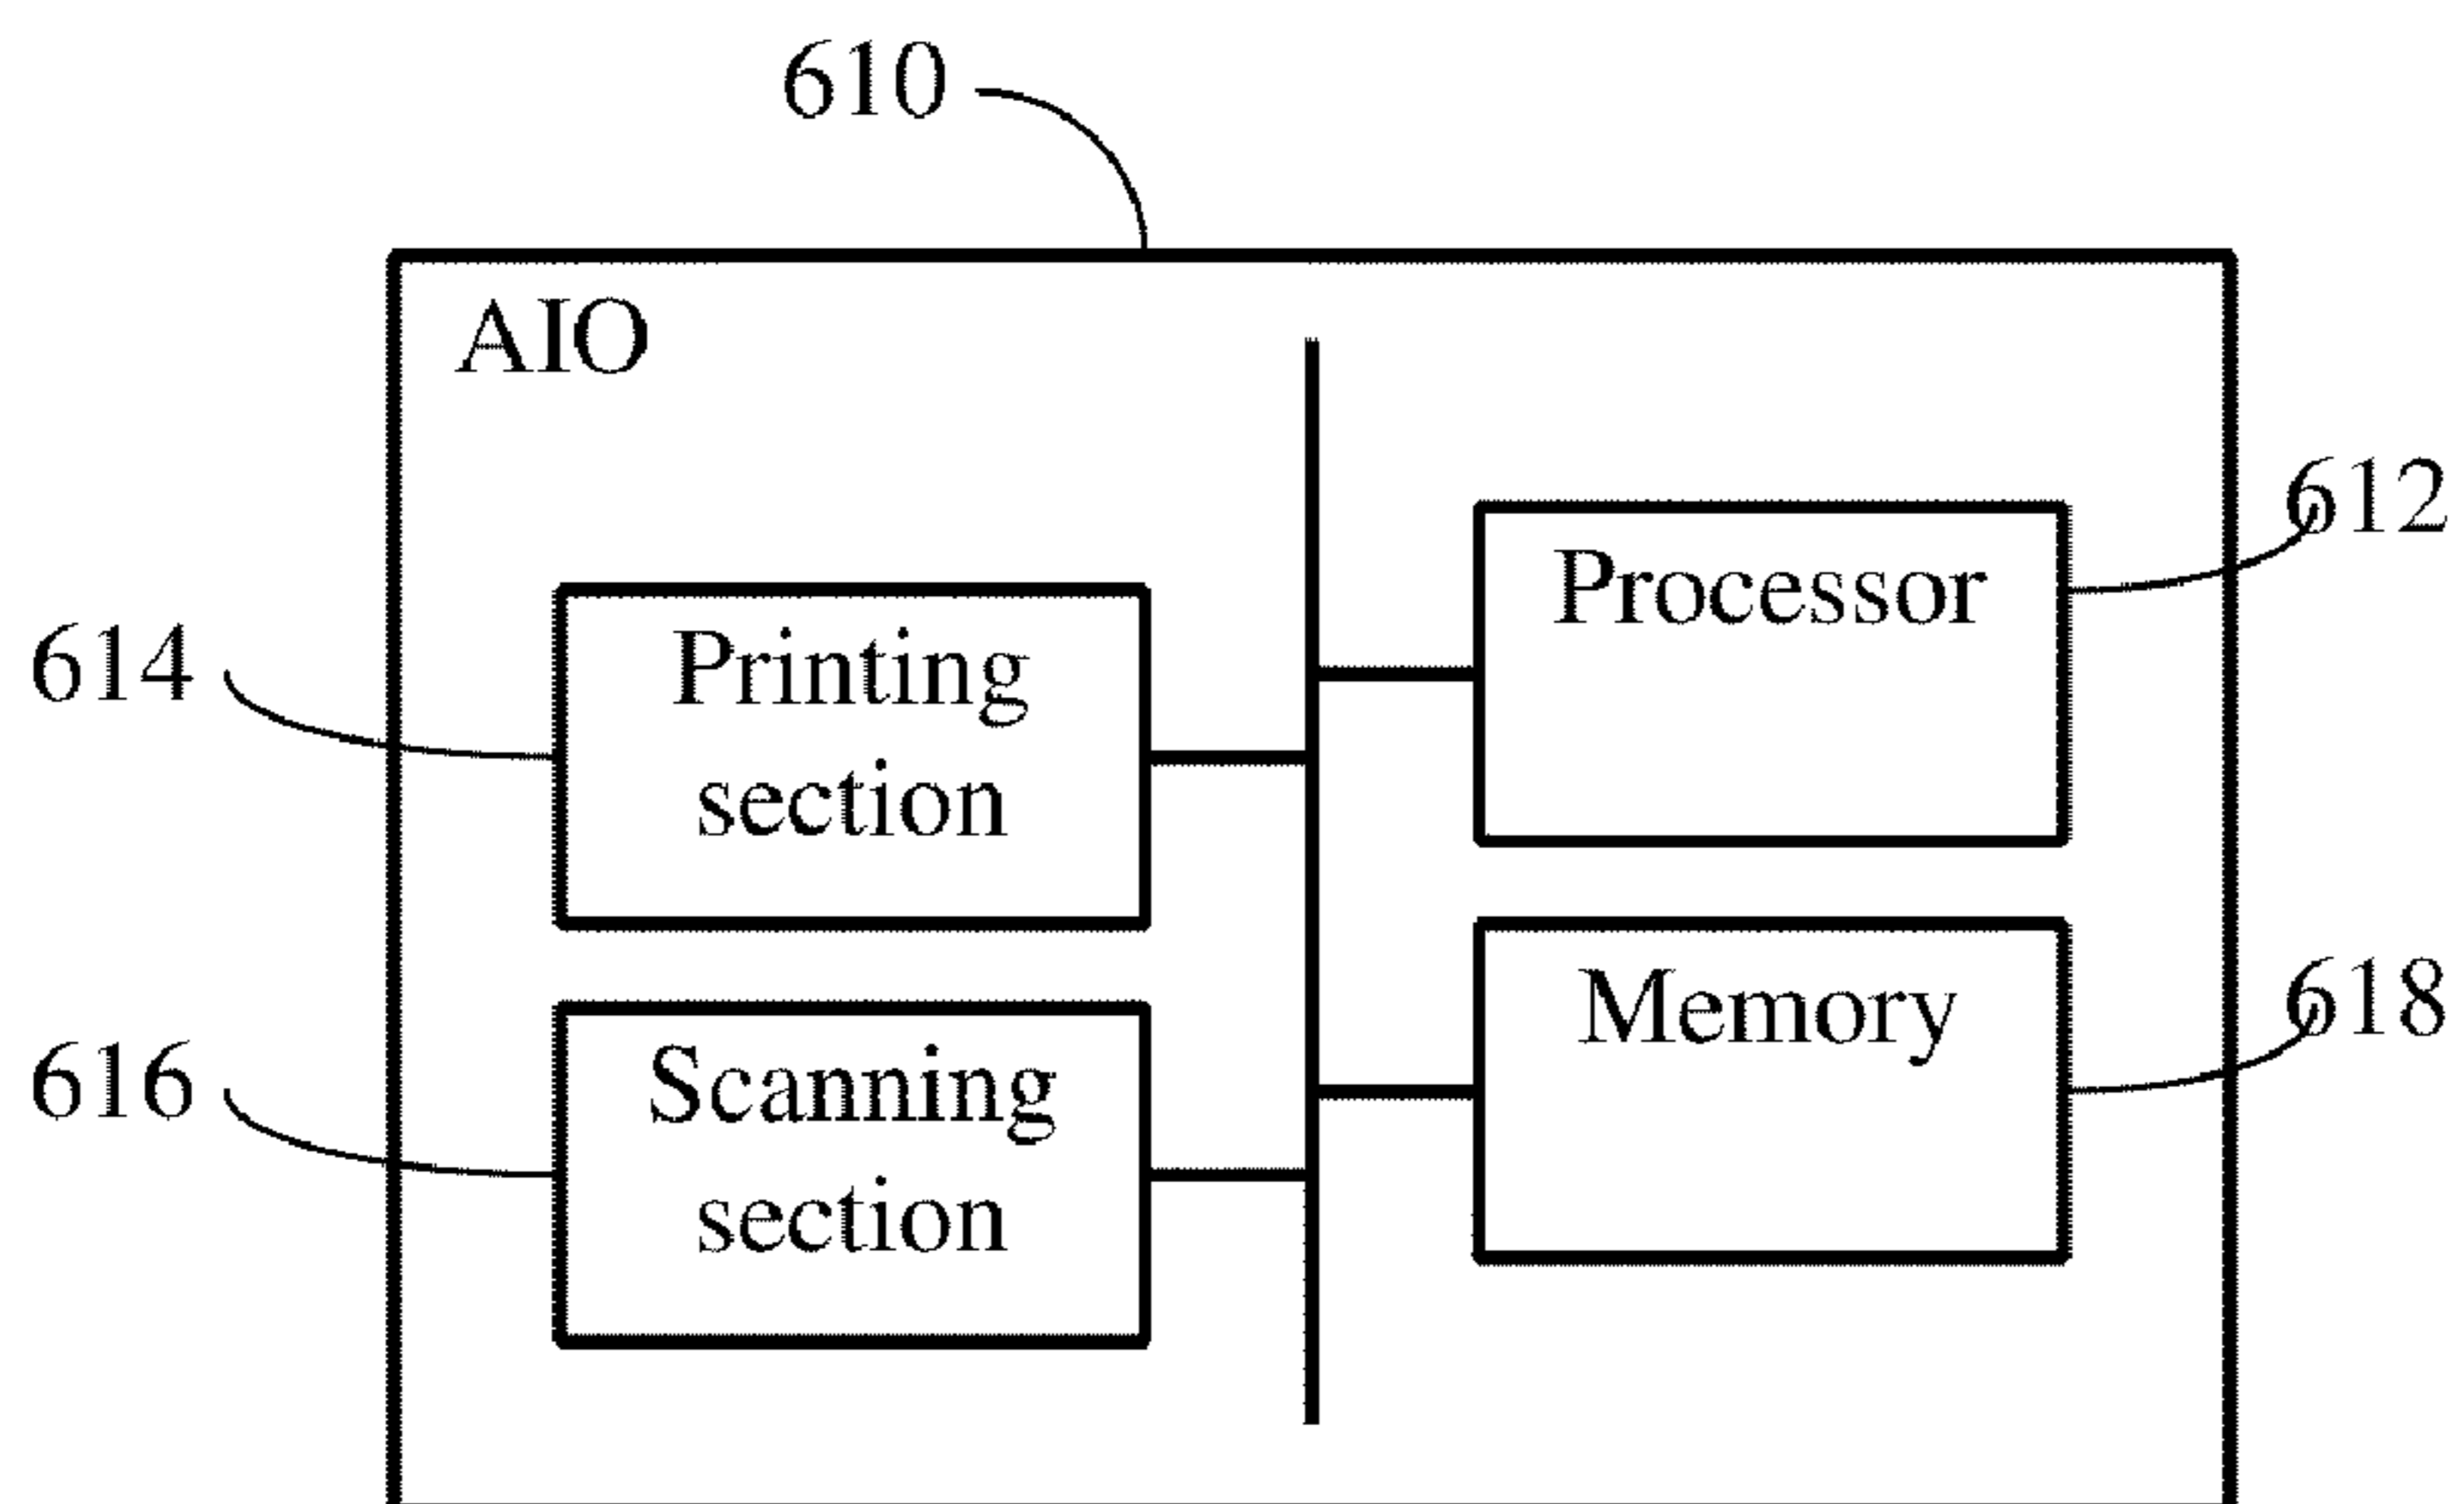 610
AIO
612
Processor
614
Printing
section
618
Memory
616
Scanning
section